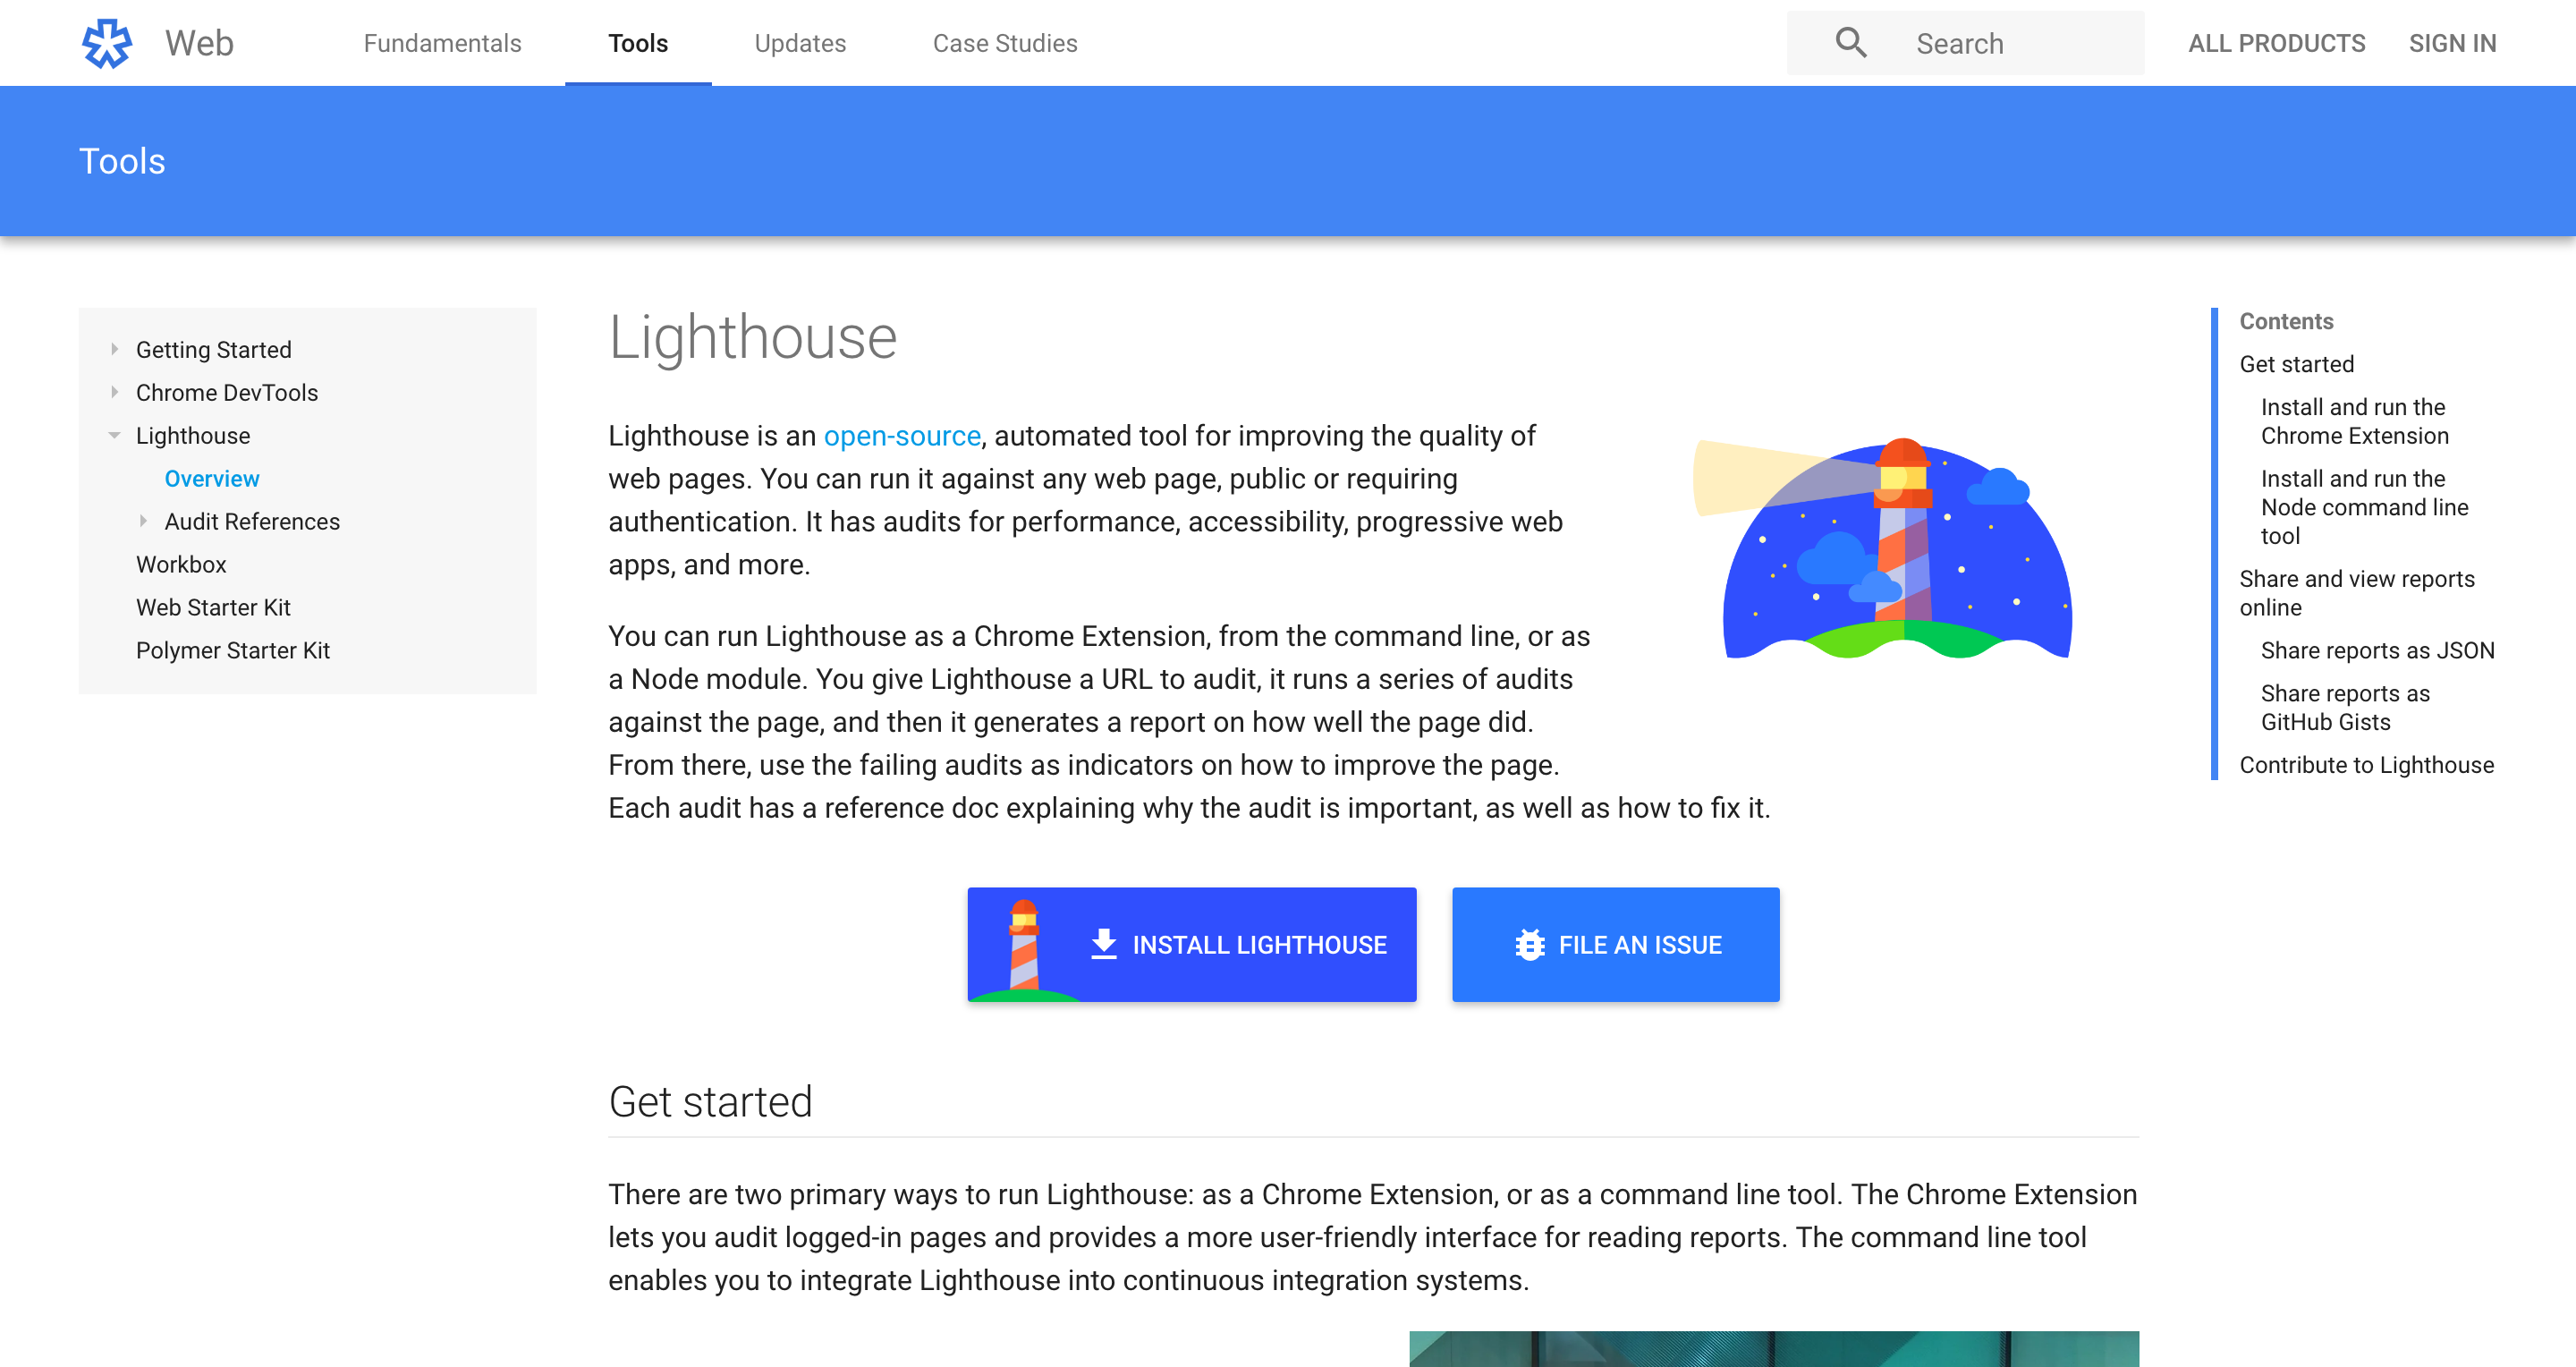 Web
Fundamentals
Tools
Updates
Case Studies
Search
ALL PRODUCTS
SIGN IN
Tools
Getting Started
Chrome DevTools
Lighthouse
Overview
Audit References
Workbox
Web Starter Kit
Polymer Starter Kit
Lighthouse
Lighthouse is an open-source, automated tool for improving the quality of
web pages. You can run it against any web page, public or requiring
authentication. It has audits for performance, accessibility, progressive web
apps, and more.
You can run Lighthouse as a Chrome Extension, from the command line, or as
a Node module. You give Lighthouse a URL to audit, it runs a series of audits
against the page, and then it generates a report on how well the page did.
From there, use the failing audits as indicators on how to improve the page.
Each audit has a reference doc explaining why the audit is important, as well as how to fix it.
INSTALL LIGHTHOUSE
FILE AN ISSUE
Get started
There are two primary ways to run Lighthouse: as a Chrome Extension, or as a command line tool. The Chrome Extension
lets you audit logged-in pages and provides a more user-friendly interface for reading reports. The command line tool
enables you to integrate Lighthouse into continuous integration systems.
Contents
Get started
Install and run the
Chrome Extension
Install and run the
Node command line
tool
Share and view reports
online
Share reports as JSON
Share reports as
GitHub Gists
Contribute to Lighthouse